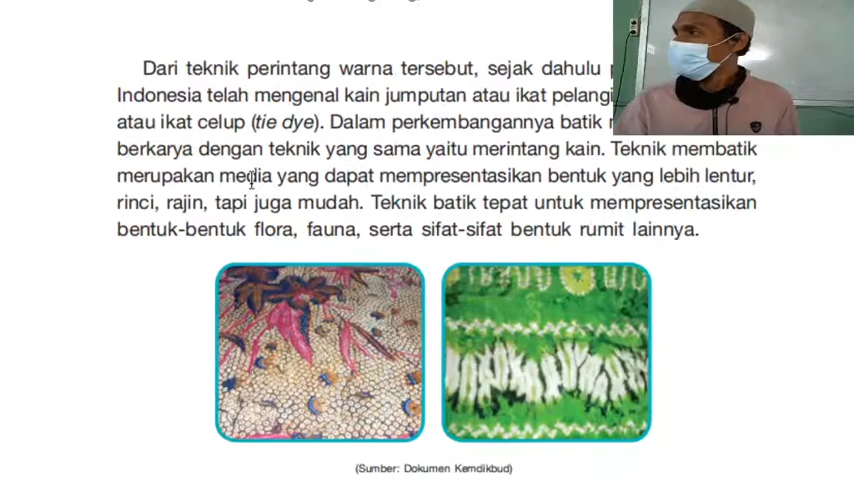 Dari teknik perintang warna tersebut, sejak dahulu
Indonesia telah mengenal kain jumputan atau ikat pelangi
atau ikat celup (tie dye). Dalam perkembangannya batik
berkarya dengan teknik yang sama yaitu merintang kain. Teknik membatik
merupakan media yang dapat mempresentasikan bentuk yang lebih lentur,
rinci, rajin, tapi juga mudah. Teknik batik tepat untuk mempresentasikan
bentuk-bentuk flora, fauna, serta sifat-sifat bentuk rumit lainnya.
(Sumber: Dokumen Kemdikbud)